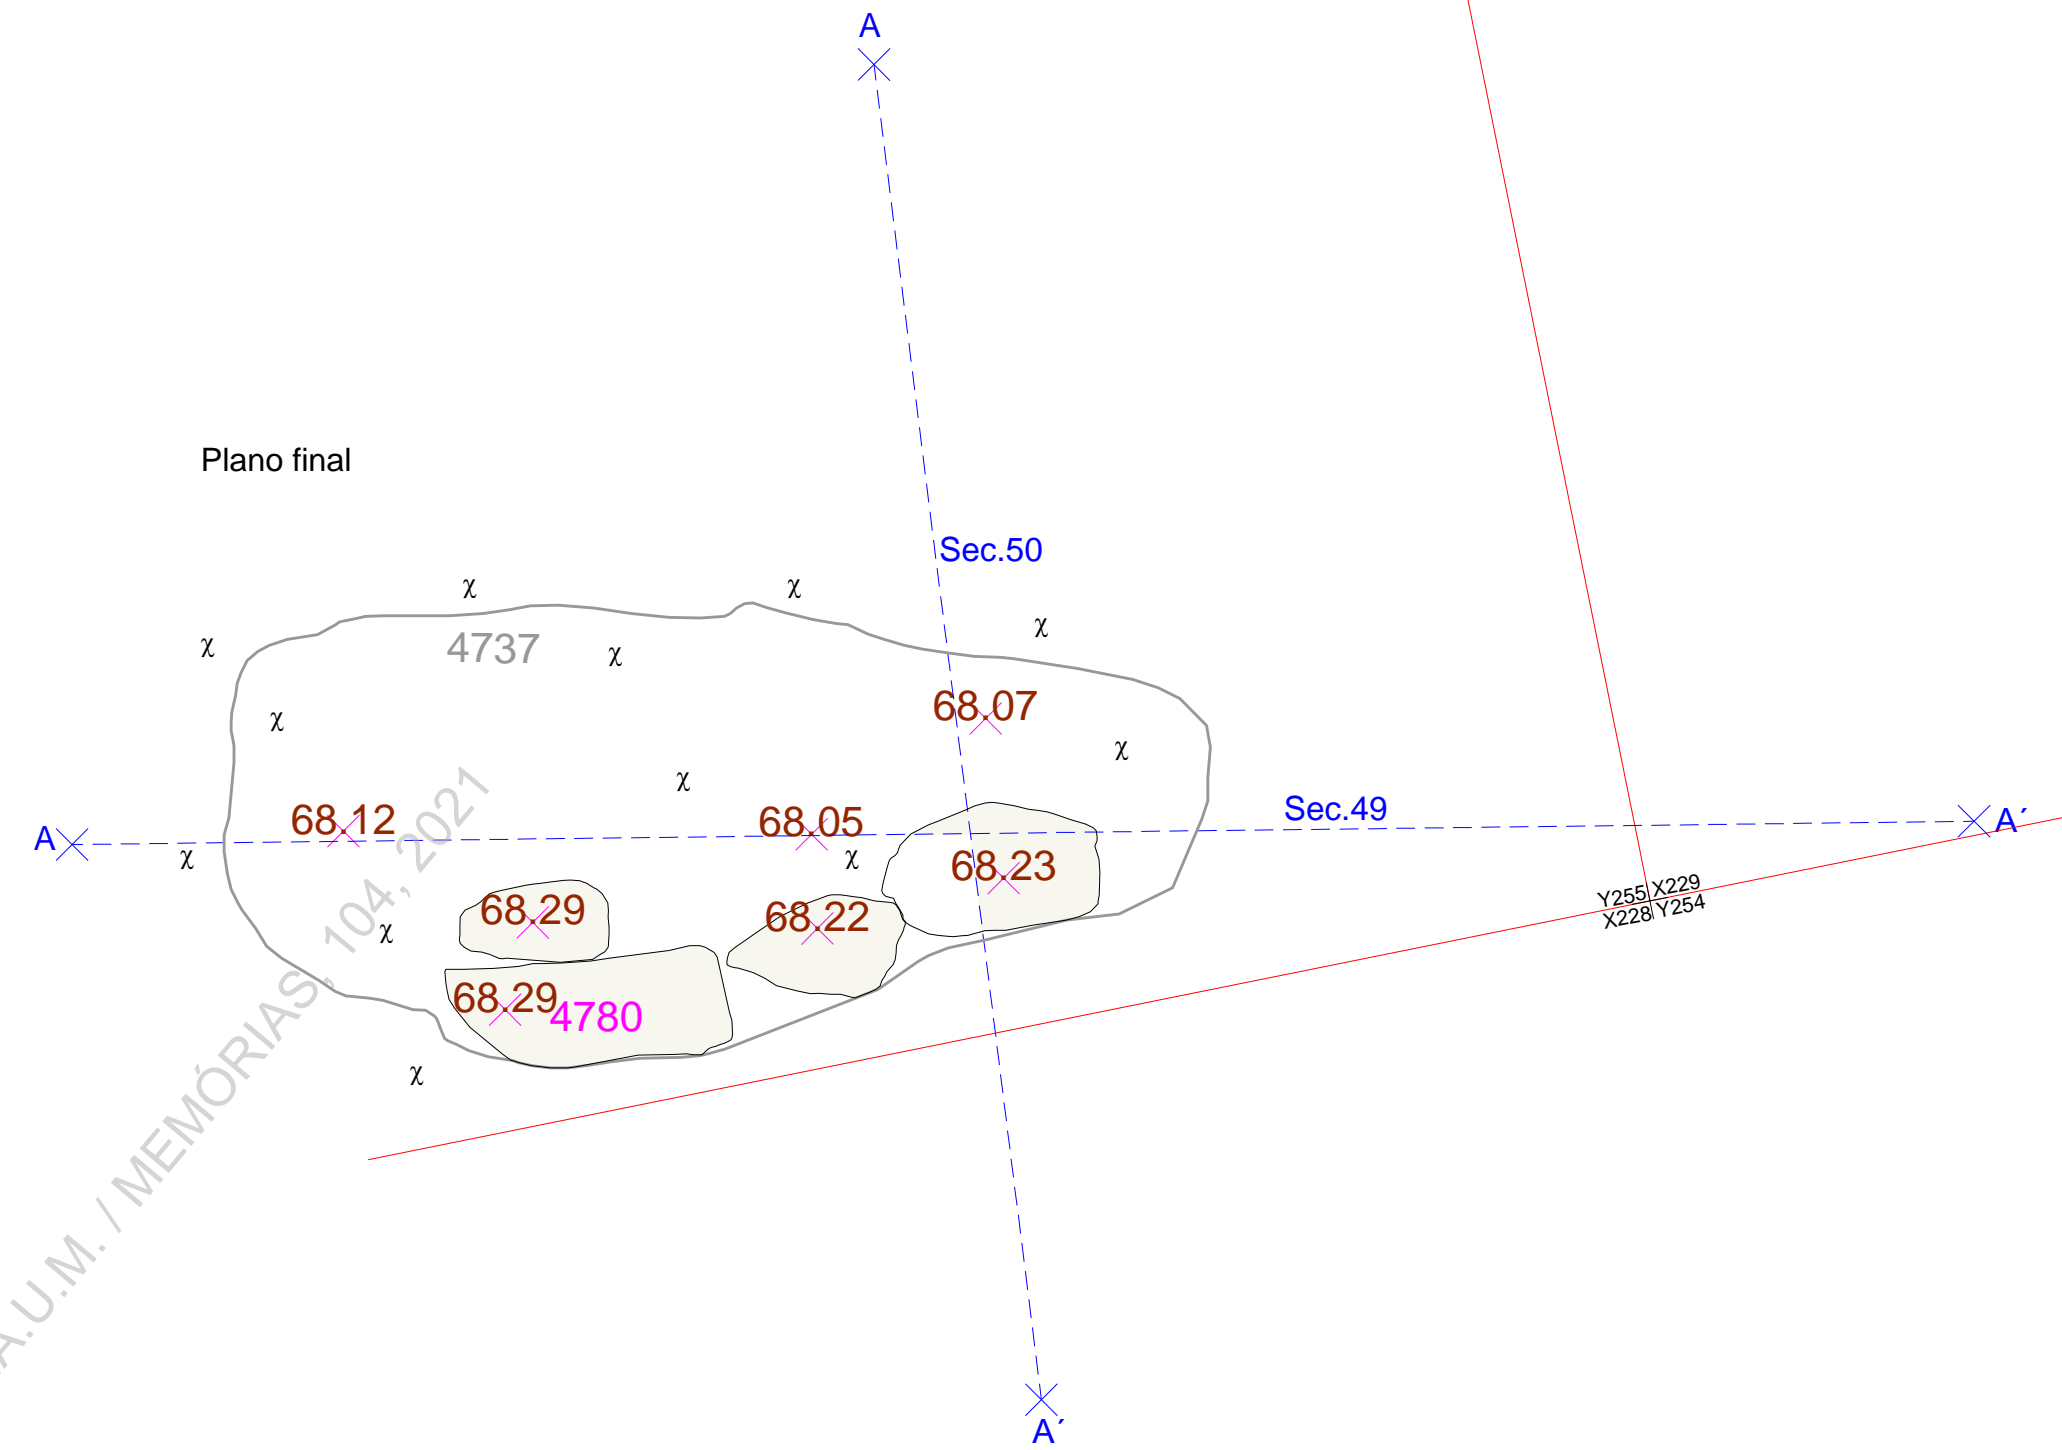 A
Plano final
Sec.50
χ
χ
χ
χ
4737
χ
68.07
χ
χ
χ
Sec.49
68.12
68.05
A
A´
χ
χ
68.23
Y255 X229
X228 Y254
68.29
68.22
χ
68.29
4780
χ
A.U.M. / MEMÓRIAS, 104, 2021
A´